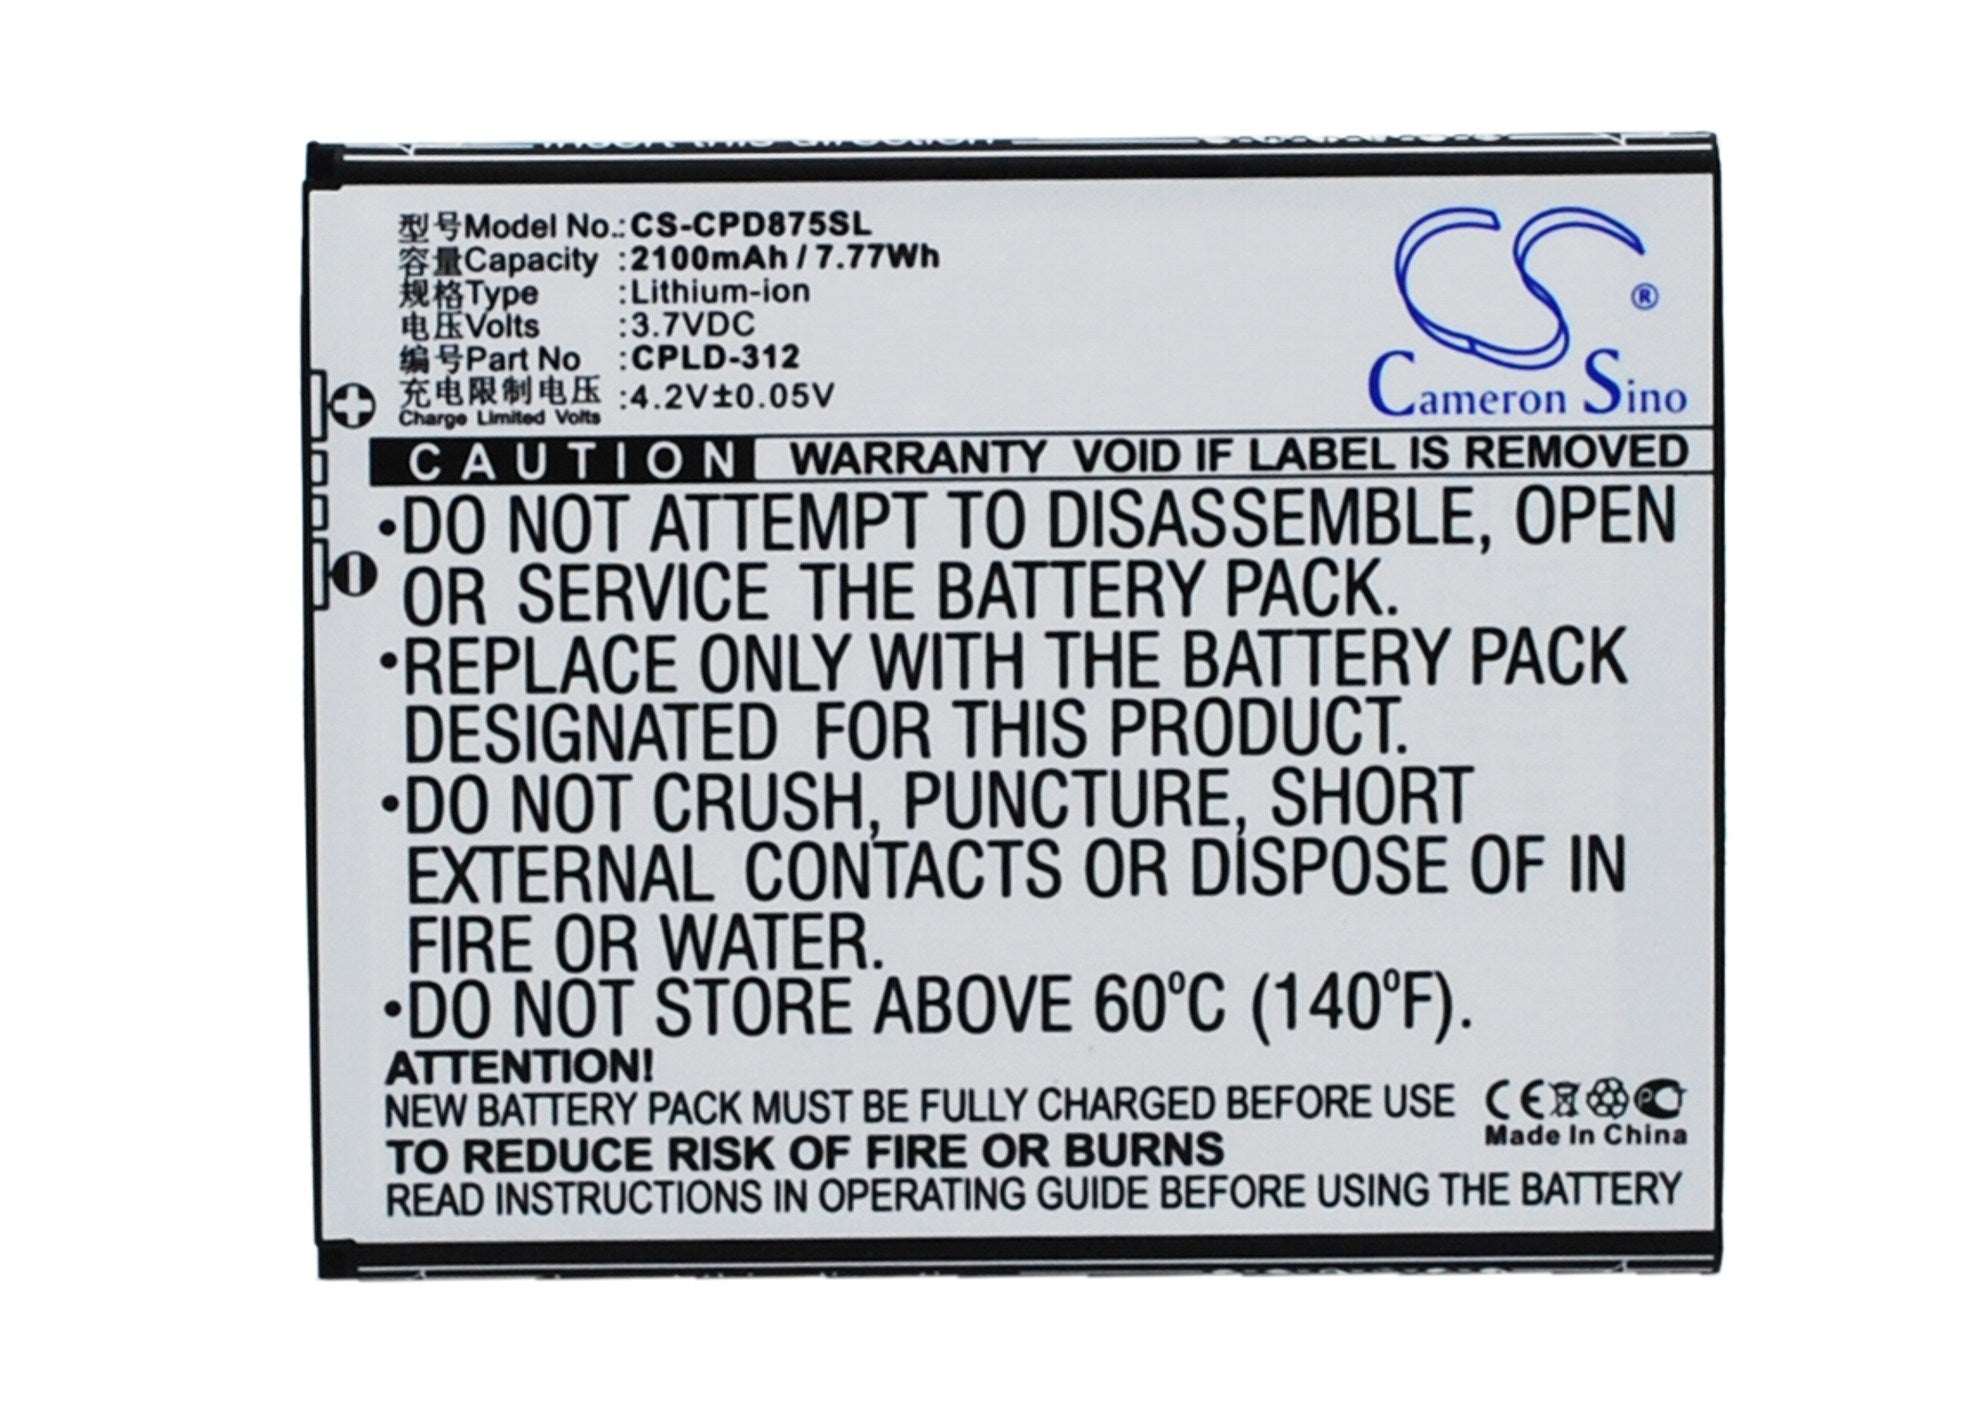 Insert this direction
型号Model No.:CS-CPD875SL
容量Capacity :2100mAh / 7.77Wh
规格Type :Lithium-ion
电压Volts :3.7VDC
编号Part No :CPLD-312
充电限制电压 :4.2V±0.05V
Charge Limited Volts
CS®
Cameron Sino
CAUTION WARRANTY VOID IF LABEL IS REMOVED
•DO NOT ATTEMPT TO DISASSEMBLE, OPEN
OR SERVICE THE BATTERY PACK.
•REPLACE ONLY WITH THE BATTERY PACK
DESIGNATED FOR THIS PRODUCT.
•DO NOT CRUSH, PUNCTURE, SHORT
EXTERNAL CONTACTS OR DISPOSE OF IN
FIRE OR WATER.
•DO NOT STORE ABOVE 60°C (140°F).
ATTENTION!
NEW BATTERY PACK MUST BE FULLY CHARGED BEFORE USE
TO REDUCE RISK OF FIRE OR BURNS
READ INSTRUCTIONS IN OPERATING GUIDE BEFORE USING THE BATTERY
CE
Made In China